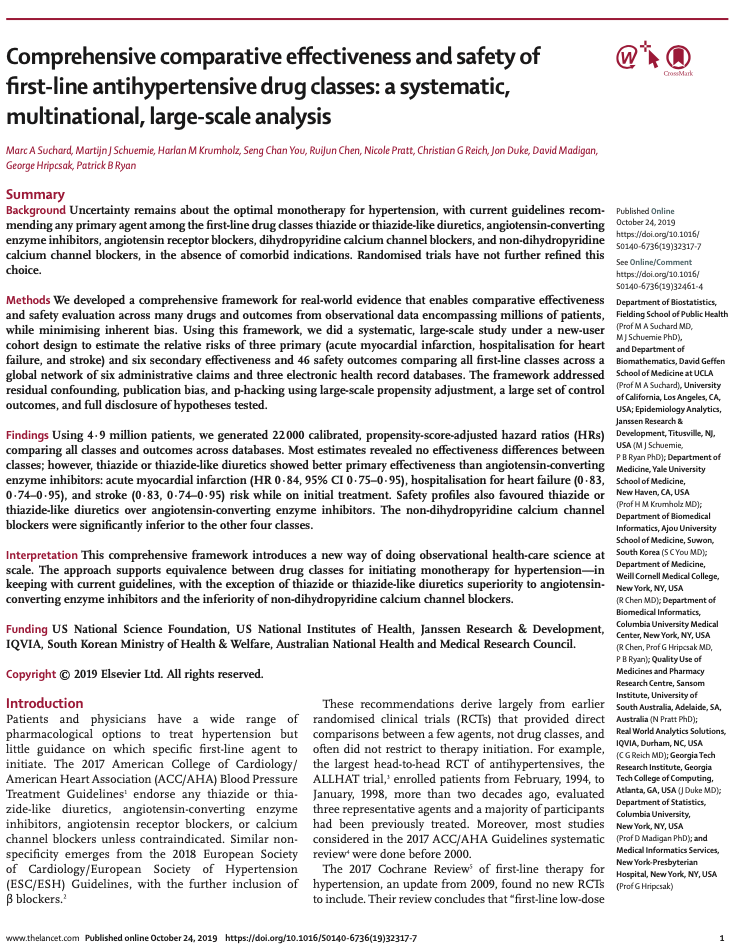 Comprehensive comparative effectiveness and safety of
first-line antihypertensive drug classes: a systematic,
multinational, large-scale analysis
CrossMark
Marc A Suchard, Martijn J Schuemie, Harlan M Krumholz, Seng Chan You, RuiJun Chen, Nicole Pratt, Christian G Reich, Jon Duke, David Madigan,
George Hripcsak, Patrick B Ryan
Summary
Background Uncertainty remains about the optimal monotherapy for hypertension, with current guidelines recom-
mending any primary agent among the first-line drug classes thiazide or thiazide-like diuretics, angiotensin-converting
enzyme inhibitors, angiotensin receptor blockers, dihydropyridine calcium channel blockers, and non-dihydropyridine
calcium channel blockers, in the absence of comorbid indications. Randomised trials have not further refined this
choice.
Methods We developed a comprehensive framework for real-world evidence that enables comparative effectiveness
and safety evaluation across many drugs and outcomes from observational data encompassing millions of patients,
while minimising inherent bias. Using this framework, we did a systematic, large-scale study under a new-user
cohort design to estimate the relative risks of three primary (acute myocardial infarction, hospitalisation for heart
failure, and stroke) and six secondary effectiveness and 46 safety outcomes comparing all first-line classes across a
global network of six administrative claims and three electronic health record databases. The framework addressed
residual confounding, publication bias, and p-hacking using large-scale propensity adjustment, a large set of control
outcomes, and full disclosure of hypotheses tested.
Findings Using 4·9 million patients, we generated 22 000 calibrated, propensity-score-adjusted hazard ratios (HRs)
comparing all classes and outcomes across databases. Most estimates revealed no effectiveness differences between
classes; however, thiazide or thiazide-like diuretics showed better primary effectiveness than angiotensin-converting
enzyme inhibitors: acute myocardial infarction (HR 0·84, 95% CI 0·75–0·95), hospitalisation for heart failure (0·83,
0·74–0·95), and stroke (0·83, 0·74–0·95) risk while on initial treatment. Safety profiles also favoured thiazide or
thiazide-like diuretics over angiotensin-converting enzyme inhibitors. The non-dihydropyridine calcium channel
blockers were significantly inferior to the other four classes.
Interpretation This comprehensive framework introduces a new way of doing observational health-care science at
scale. The approach supports equivalence between drug classes for initiating monotherapy for hypertension—in
keeping with current guidelines, with the exception of thiazide or thiazide-like diuretics superiority to angiotensin-
converting enzyme inhibitors and the inferiority of non-dihydropyridine calcium channel blockers.
Funding US National Science Foundation, US National Institutes of Health, Janssen Research & Development,
IQVIA, South Korean Ministry of Health & Welfare, Australian National Health and Medical Research Council.
Copyright © 2019 Elsevier Ltd. All rights reserved.
Introduction
Patients and physicians have a wide range of
pharmacological options to treat hypertension but
little guidance on which specific first-line agent to
initiate. The 2017 American College of Cardiology/
American Heart Association (ACC/AHA) Blood Pressure
Treatment Guidelines¹ endorse any thiazide or thia-
zide-like diuretics, angiotensin-converting enzyme
inhibitors, angiotensin receptor blockers, or calcium
channel blockers unless contraindicated. Similar non-
specificity emerges from the 2018 European Society
of Cardiology/European Society of Hypertension
(ESC/ESH) Guidelines, with the further inclusion of
β blockers.²
These recommendations derive largely from earlier
randomised clinical trials (RCTs) that provided direct
comparisons between a few agents, not drug classes, and
often did not restrict to therapy initiation. For example,
the largest head-to-head RCT of antihypertensives, the
ALLHAT trial,³ enrolled patients from February, 1994, to
January, 1998, more than two decades ago, evaluated
three representative agents and a majority of participants
had been previously treated. Moreover, most studies
considered in the 2017 ACC/AHA Guidelines systematic
review⁴ were done before 2000.
The 2017 Cochrane Review⁵ of first-line therapy for
hypertension, an update from 2009, found no new RCTs
to include. Their review concludes that “first-line low-dose
Published Online
October 24, 2019
https://doi.org/10.1016/
S0140-6736(19)32317-7
See Online/Comment
https://doi.org/10.1016/
S0140-6736(19)32461-4
Department of Biostatistics,
Fielding School of Public Health
(Prof M A Suchard MD,
M J Schuemie PhD),
and Department of
Biomathematics, David Geffen
School of Medicine at UCLA
(Prof M A Suchard), University
of California, Los Angeles, CA,
USA; Epidemiology Analytics,
Janssen Research &
Development, Titusville, NJ,
USA (M J Schuemie,
P B Ryan PhD); Department of
Medicine, Yale University
School of Medicine,
New Haven, CA, USA
(Prof H M Krumholz MD);
Department of Biomedical
Informatics, Ajou University
School of Medicine, Suwon,
South Korea (S C You MD);
Department of Medicine,
Weill Cornell Medical College,
New York, NY, USA
(R Chen MD); Department of
Biomedical Informatics,
Columbia University Medical
Center, New York, NY, USA
(R Chen, Prof G Hripcsak MD,
P B Ryan); Quality Use of
Medicines and Pharmacy
Research Centre, Sansom
Institute, University of
South Australia, Adelaide, SA,
Australia (N Pratt PhD);
Real World Analytics Solutions,
IQVIA, Durham, NC, USA
(C G Reich MD); Georgia Tech
Research Institute, Georgia
Tech College of Computing,
Atlanta, GA, USA (J Duke MD);
Department of Statistics,
Columbia University,
New York, NY, USA
(Prof D Madigan PhD); and
Medical Informatics Services,
New York-Presbyterian
Hospital, New York, NY, USA
(Prof G Hripcsak)
www.thelancet.com Published online October 24, 2019 https://doi.org/10.1016/S0140-6736(19)32317-7 1